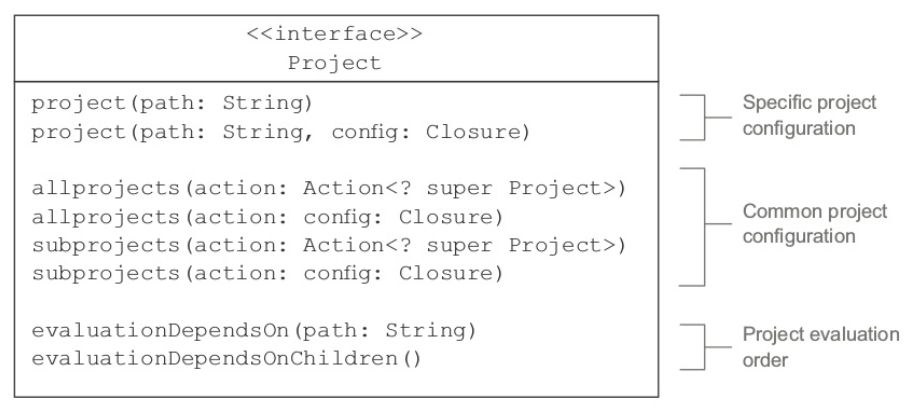 <<interface>>
Project
project(path: String)
project(path: String, config: Closure)
Specific project
configuration
allprojects(action: Action<? super Project>)
allprojects(action: config: Closure)
subprojects(action: Action<? super Project>)
subprojects(action: config: Closure)
Common project
configuration
evaluationDependsOn(path: String)
evaluationDependsOnChildren()
Project evaluation
order